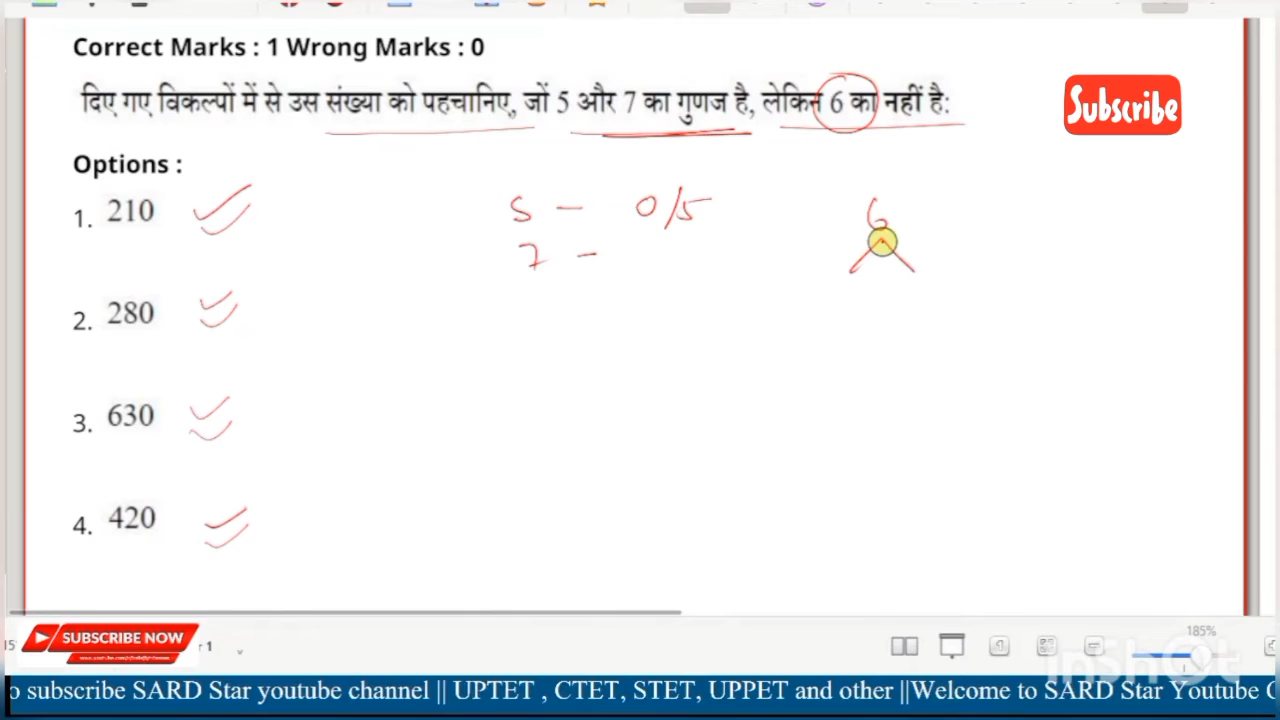 Correct Marks : 1 Wrong Marks : 0
दिए गए विकल्पों में से उस संख्या को पहचानिए, जों 5 और 7 का गुणज है, लेकिन 6 का नहीं है:
Subscribe
Options :
1. 210
5 - 0/5
6
7 -
2. 280
3. 630
4. 420
SUBSCRIBE NOW
185%
InShOt
o subscribe SARD Star youtube channel || UPTET , CTET, STET, UPPET and other ||Welcome to SARD Star Youtube C